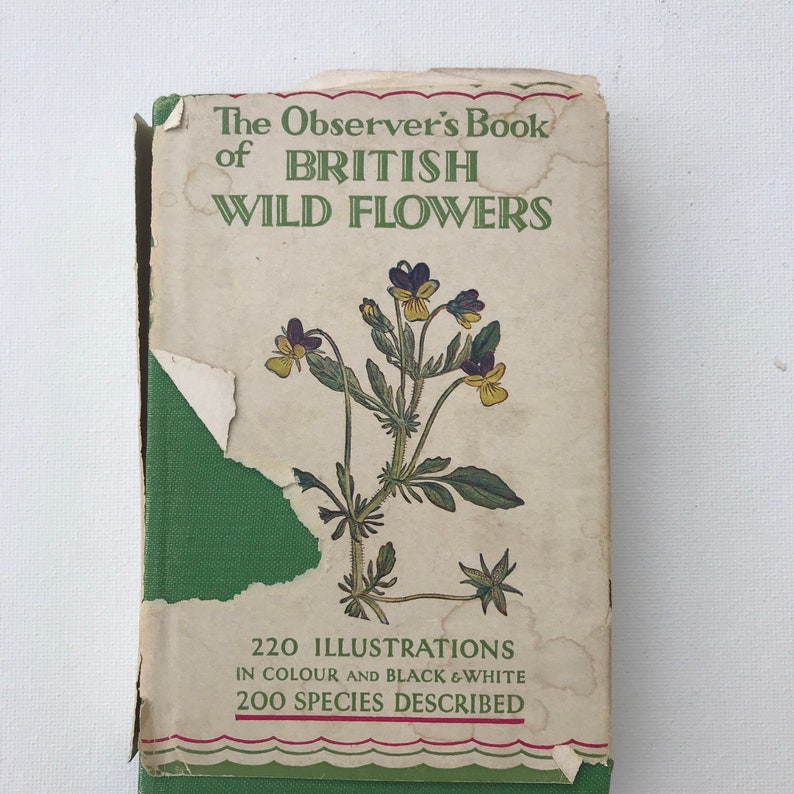 The Observer's Book
of BRITISH
WILD FLOWERS
220 ILLUSTRATIONS
IN COLOUR AND BLACK & WHITE
200 SPECIES DESCRIBED